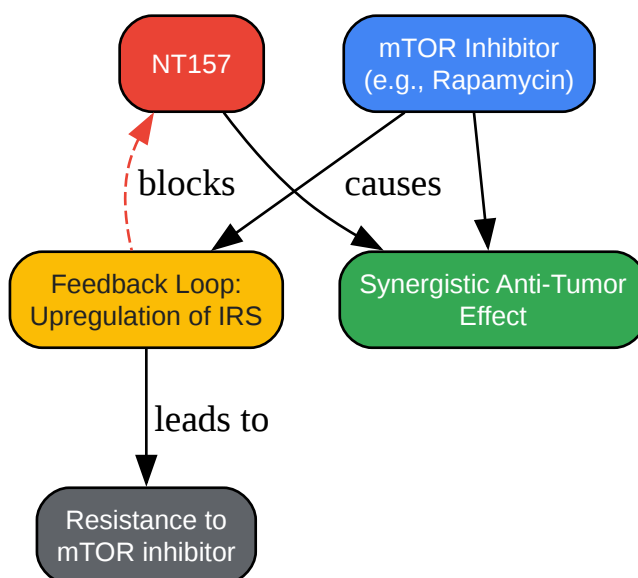 NT157
mTOR Inhibitor
(e.g., Rapamycin)
blocks
causes
Feedback Loop:
Upregulation of IRS
Synergistic Anti-Tumor
Effect
leads to
Resistance to
mTOR inhibitor